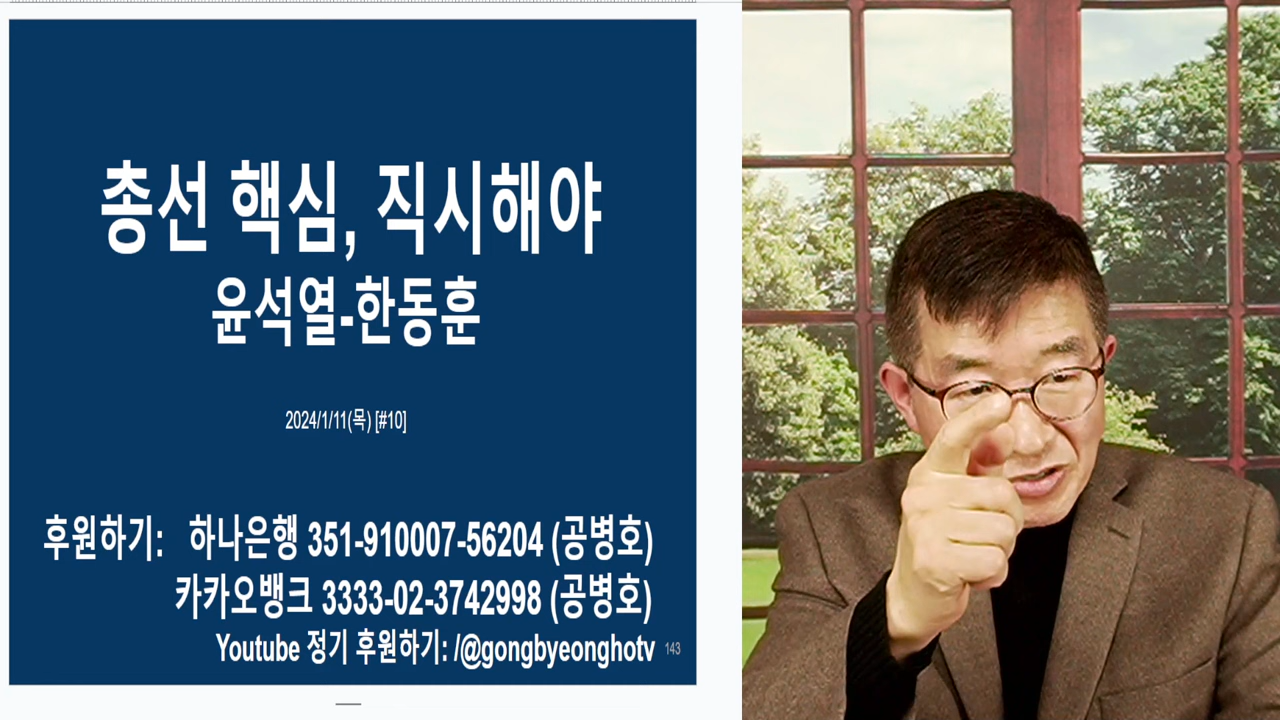 총선 핵심, 직시해야
윤석열-한동훈
2024/1/11(목) [#10]
후원하기: 하나은행 351-910007-56204 (공병호)
카카오뱅크 3333-02-3742998 (공병호)
Youtube 정기 후원하기: /@gongbyeonghotv
143